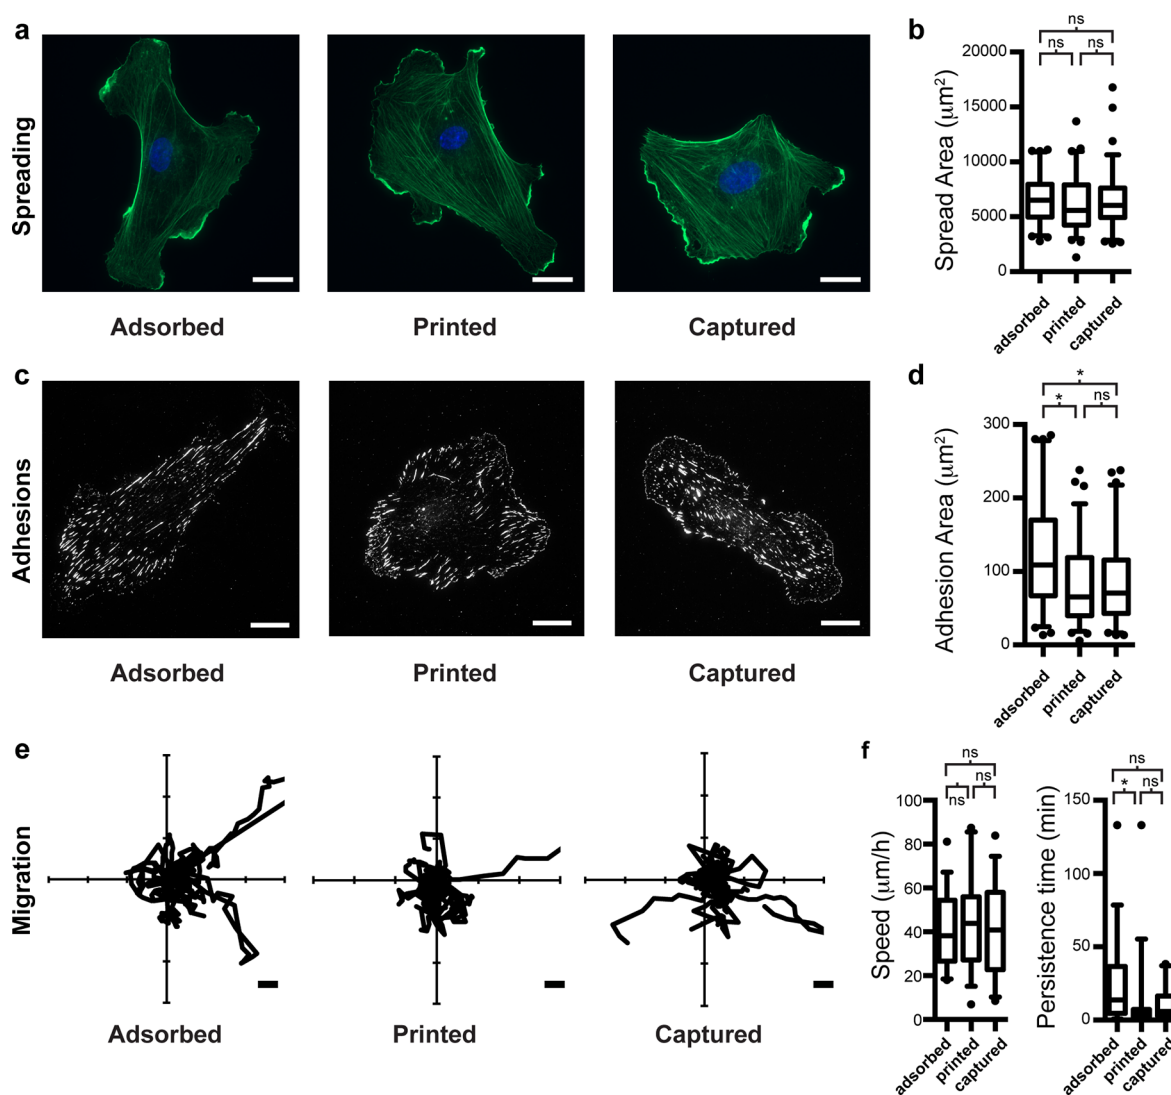 a
Spreading
Adsorbed
Printed
Captured
b
ns
ns
ns
Spread Area (μm²)
20000
15000
10000
5000
0
adsorbed
printed
captured
c
Adhesions
Adsorbed
Printed
Captured
d
*
*
ns
Adhesion Area (μm²)
300
200
100
0
adsorbed
printed
captured
e
Migration
Adsorbed
Printed
Captured
f
ns
ns
ns
Speed (μm/h)
100
80
60
40
20
0
adsorbed
printed
captured
ns
*
ns
Persistence time (min)
150
100
50
0
adsorbed
printed
captured